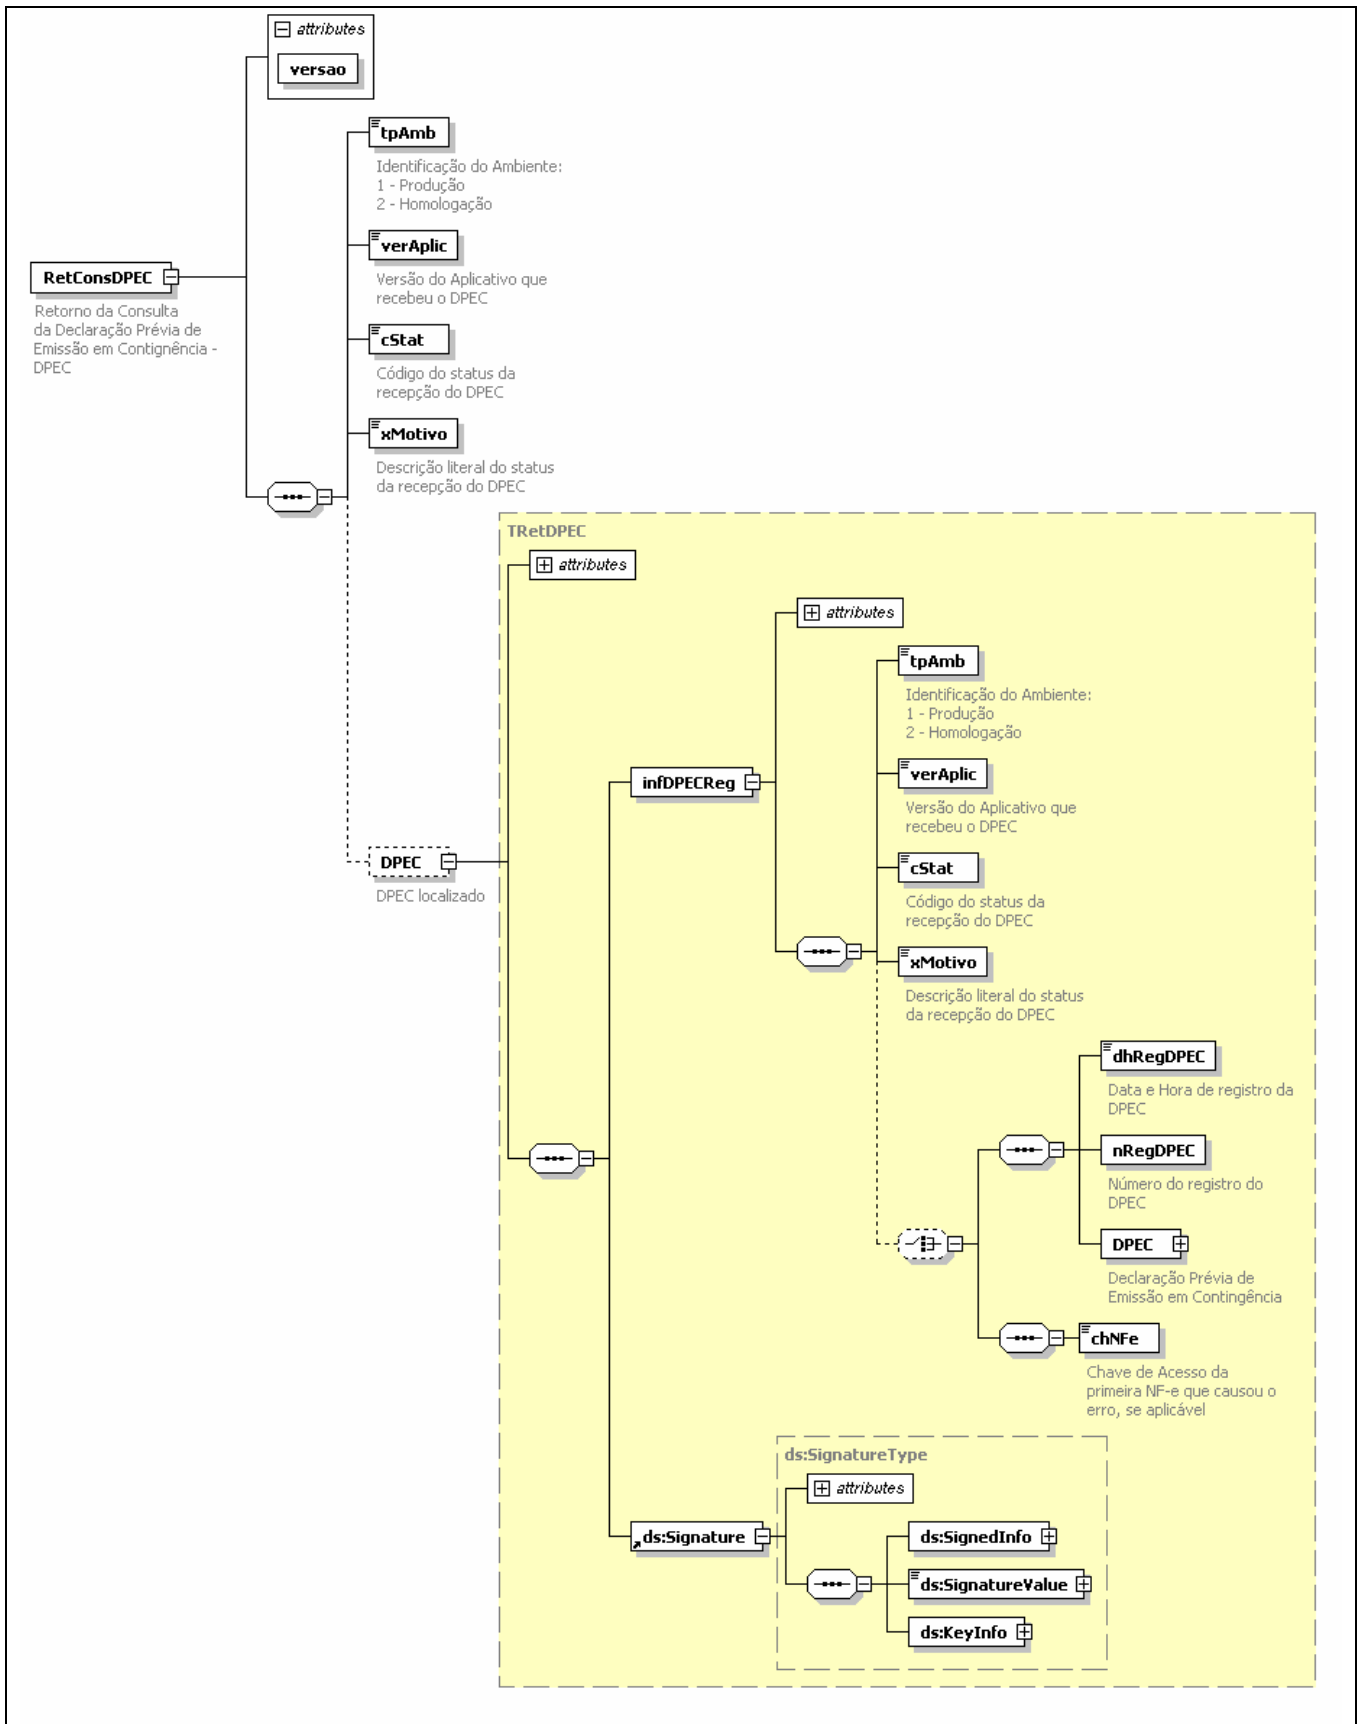 attributes
versao
tpAmb
Identificação do Ambiente:
1 - Produção
2 - Homologação
verAplic
Versão do Aplicativo que
recebeu o DPEC
RetConsDPEC
Retorno da Consulta
da Declaração Prévia de
Emissão em Contignência -
DPEC
cStat
Código do status da
recepção do DPEC
xMotivo
Descrição literal do status
da recepção do DPEC
TRetDPEC
attributes
attributes
tpAmb
Identificação do Ambiente:
1 - Produção
2 - Homologação
infDPECReg
verAplic
Versão do Aplicativo que
recebeu o DPEC
DPEC
DPEC localizado
cStat
Código do status da
recepção do DPEC
xMotivo
Descrição literal do status
da recepção do DPEC
dhRegDPEC
Data e Hora de registro da
DPEC
nRegDPEC
Número do registro do
DPEC
DPEC
Declaração Prévia de
Emissão em Contingência
chNFe
Chave de Acesso da
primeira NF-e que causou o
erro, se aplicável
ds:SignatureType
attributes
ds:Signature
ds:SignedInfo
ds:SignatureValue
ds:KeyInfo